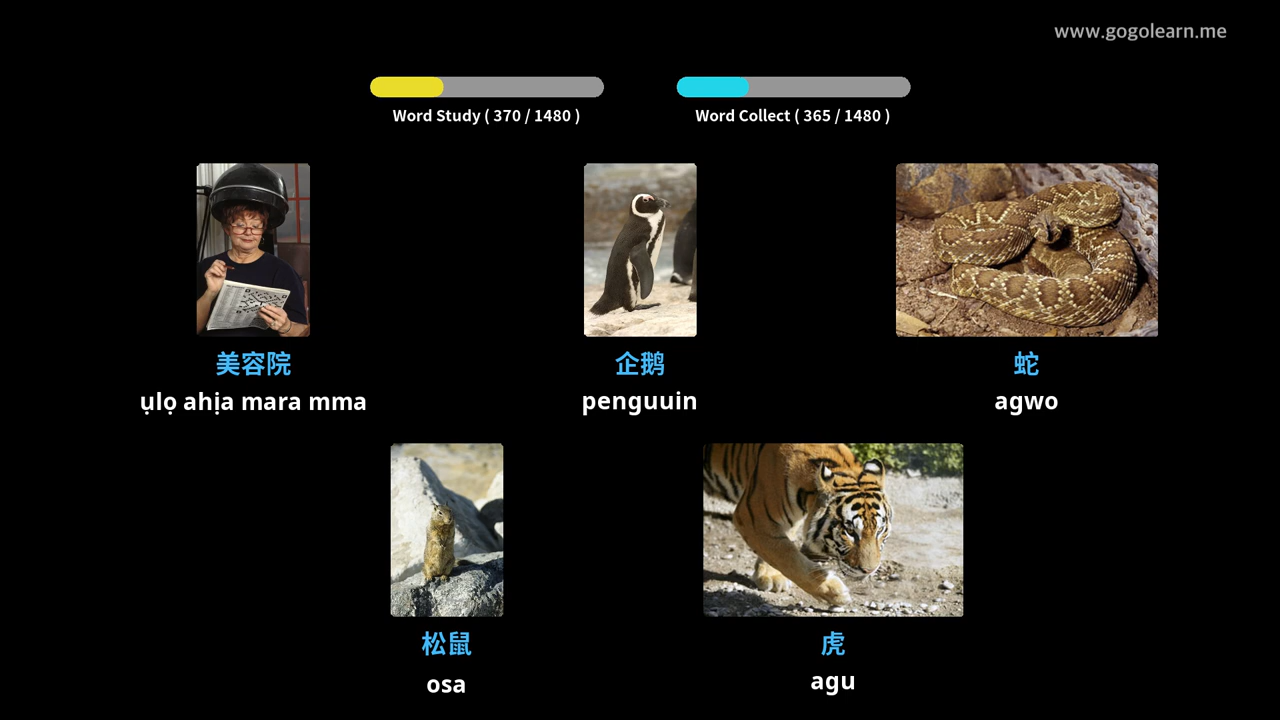 www.gogolearn.me
Word Study ( 370 / 1480 )
Word Collect ( 365 / 1480 )
美容院
ụlọ ahịa mara mma
企鹅
penguuin
蛇
agwo
松鼠
osa
虎
agu